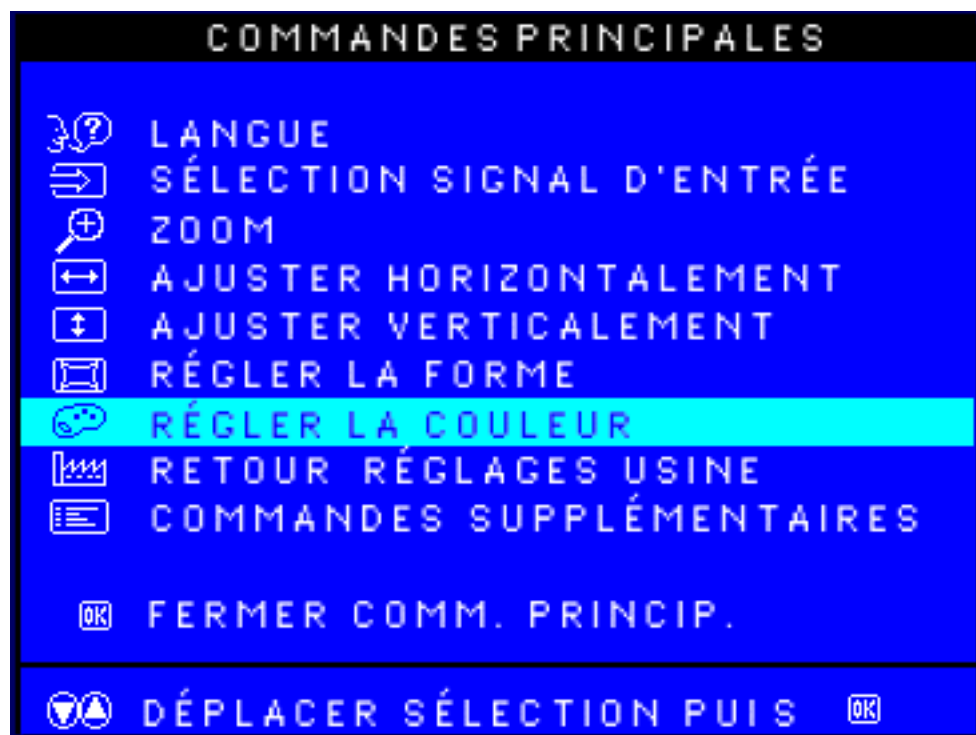 COMMANDES PRINCIPALES
LANGUE
SÉLECTION SIGNAL D'ENTRÉE
ZOOM
AJUSTER HORIZONTALEMENT
AJUSTER VERTICALEMENT
RÉGLER LA FORME
RÉGLER LA COULEUR
RETOUR RÉGLAGES USINE
COMMANDES SUPPLÉMENTAIRES
OK FERMER COMM. PRINCIP.
DÉPLACER SÉLECTION PUIS OK